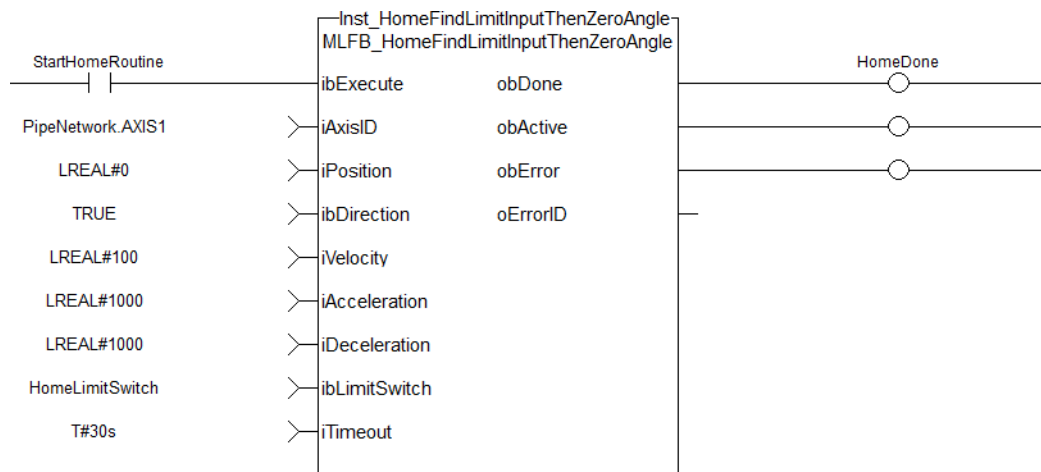 Inst_HomeFindLimitInputThenZeroAngle
MLFB_HomeFindLimitInputThenZeroAngle
StartHomeRoutine ibExecute obDone HomeDone
PipeNetwork.AXIS1 iAxisID obActive
LREAL#0 iPosition obError
TRUE ibDirection oErrorID
LREAL#100 iVelocity
LREAL#1000 iAcceleration
LREAL#1000 iDeceleration
HomeLimitSwitch ibLimitSwitch
T#30s iTimeout